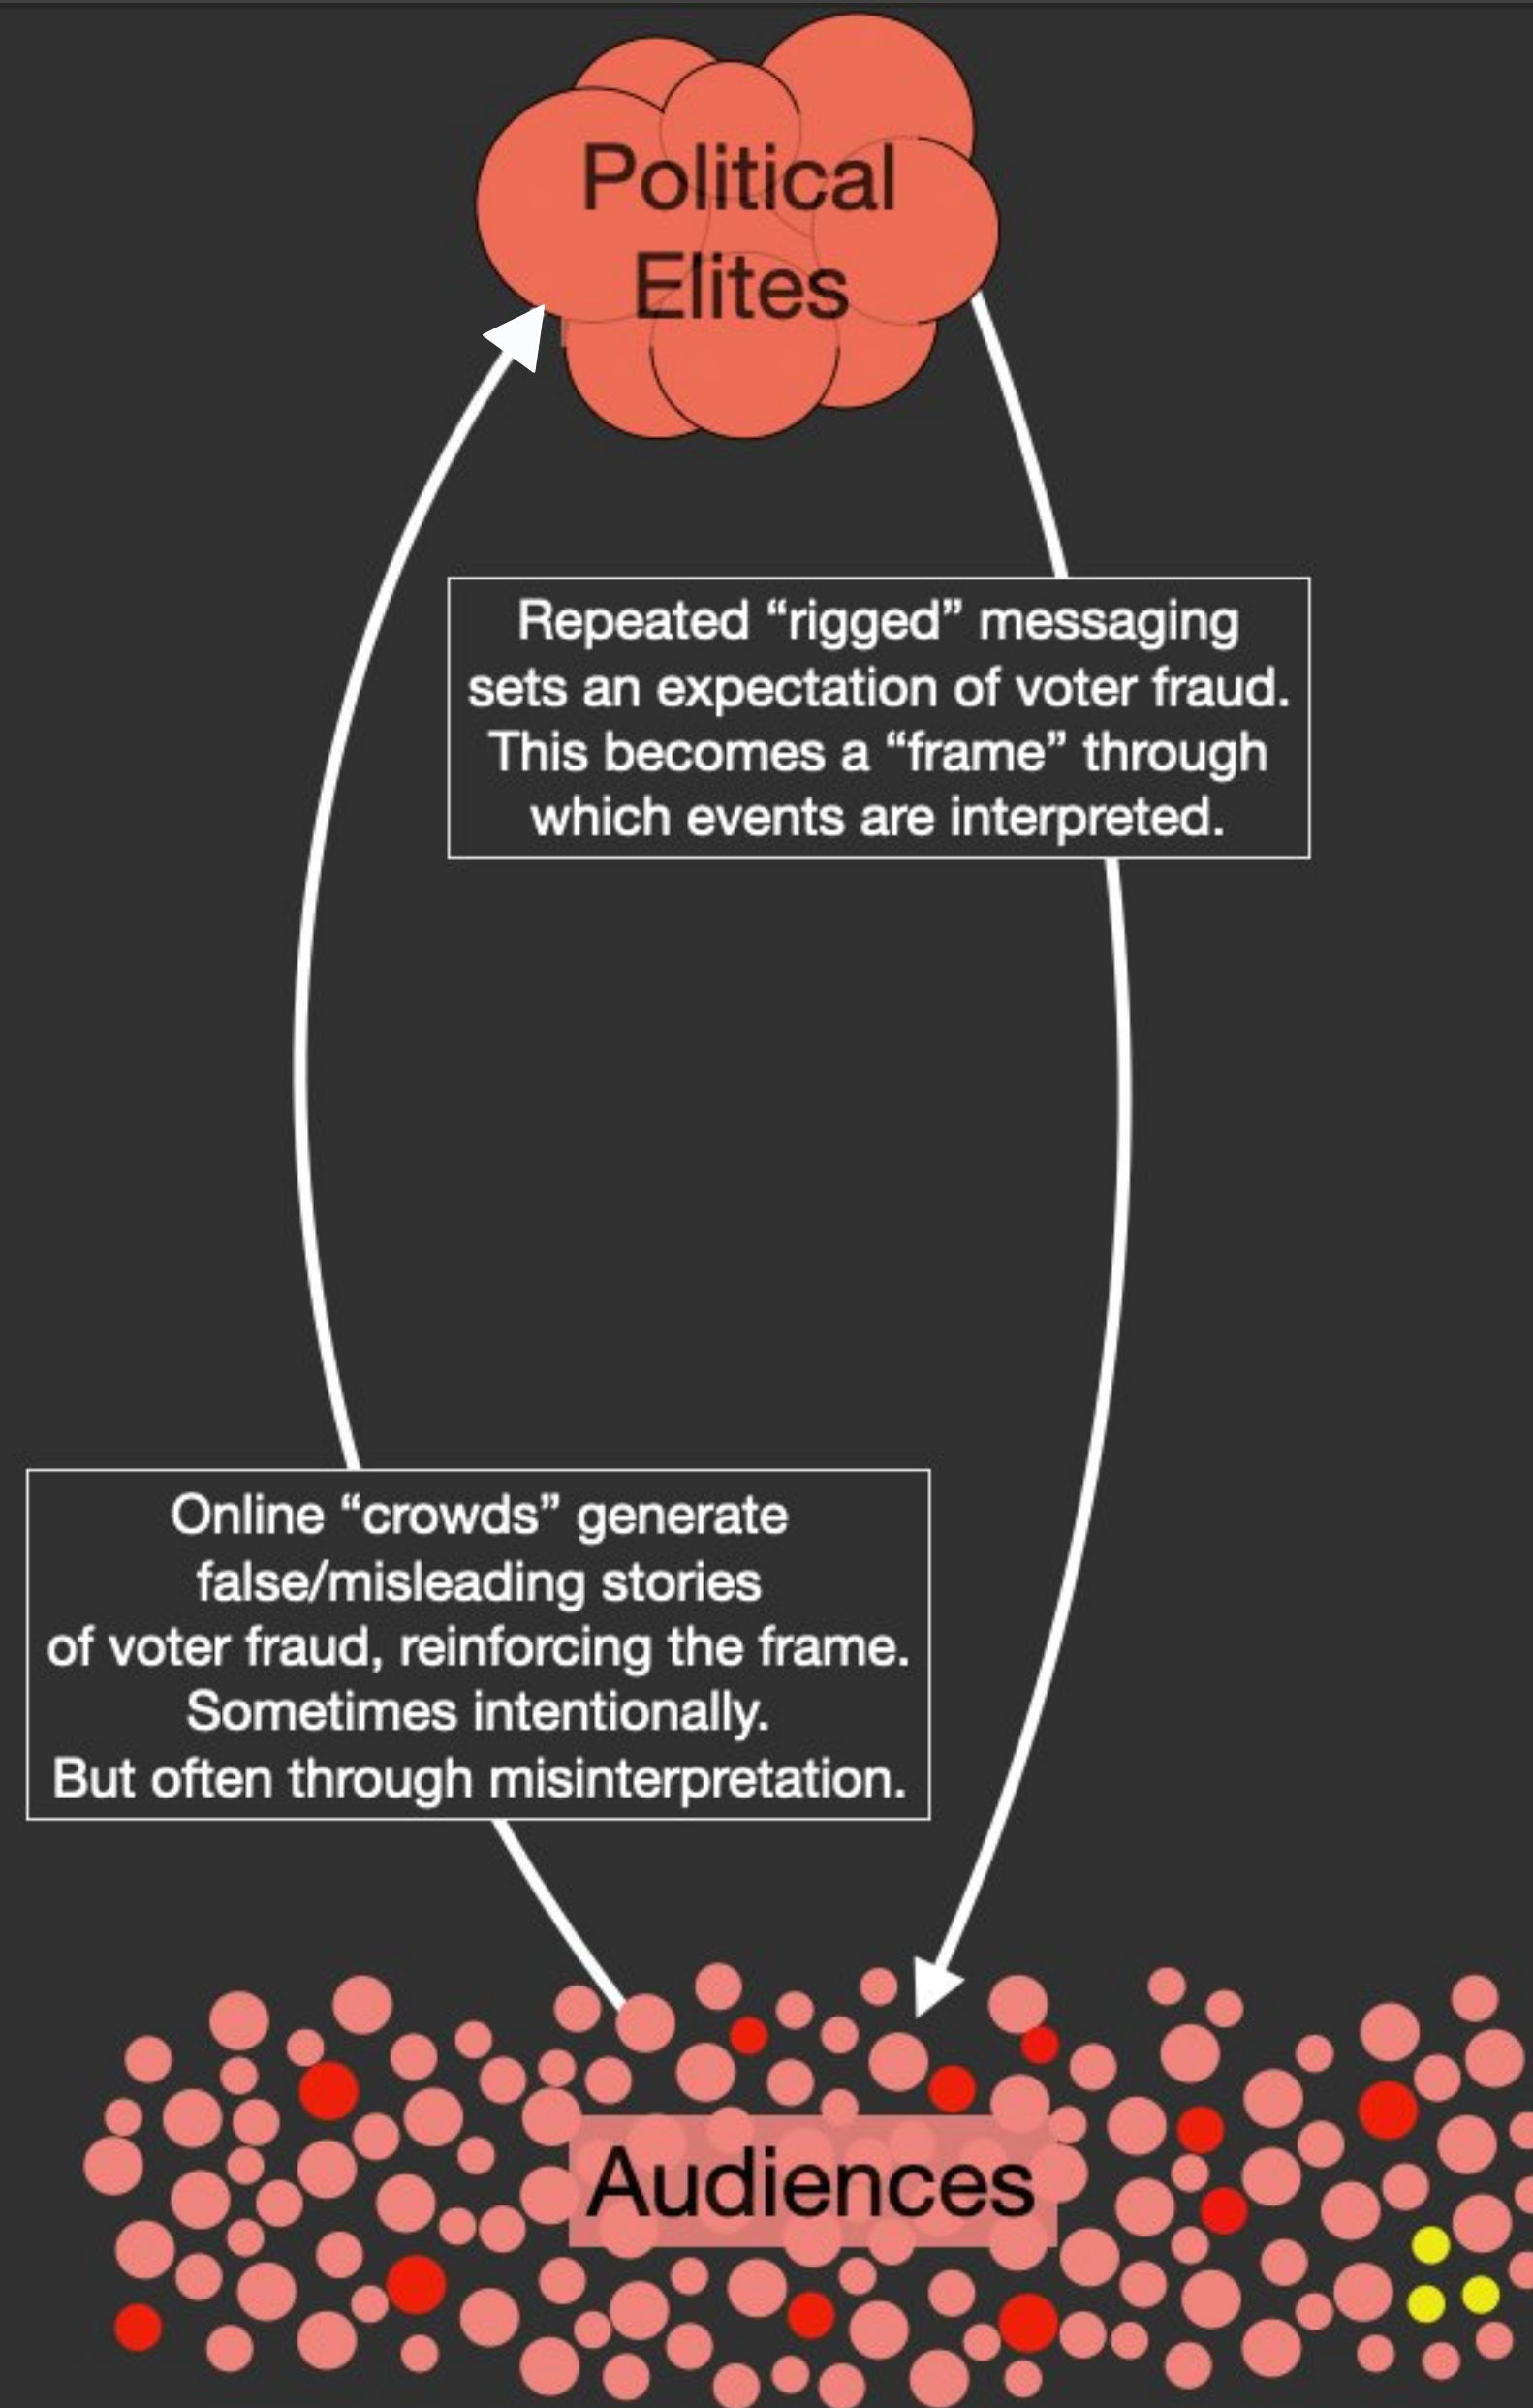 Political
Elites
Repeated “rigged” messaging
sets an expectation of voter fraud.
This becomes a “frame” through
which events are interpreted.
Online “crowds” generate
false/misleading stories
of voter fraud, reinforcing the frame.
Sometimes intentionally.
But often through misinterpretation.
Audiences